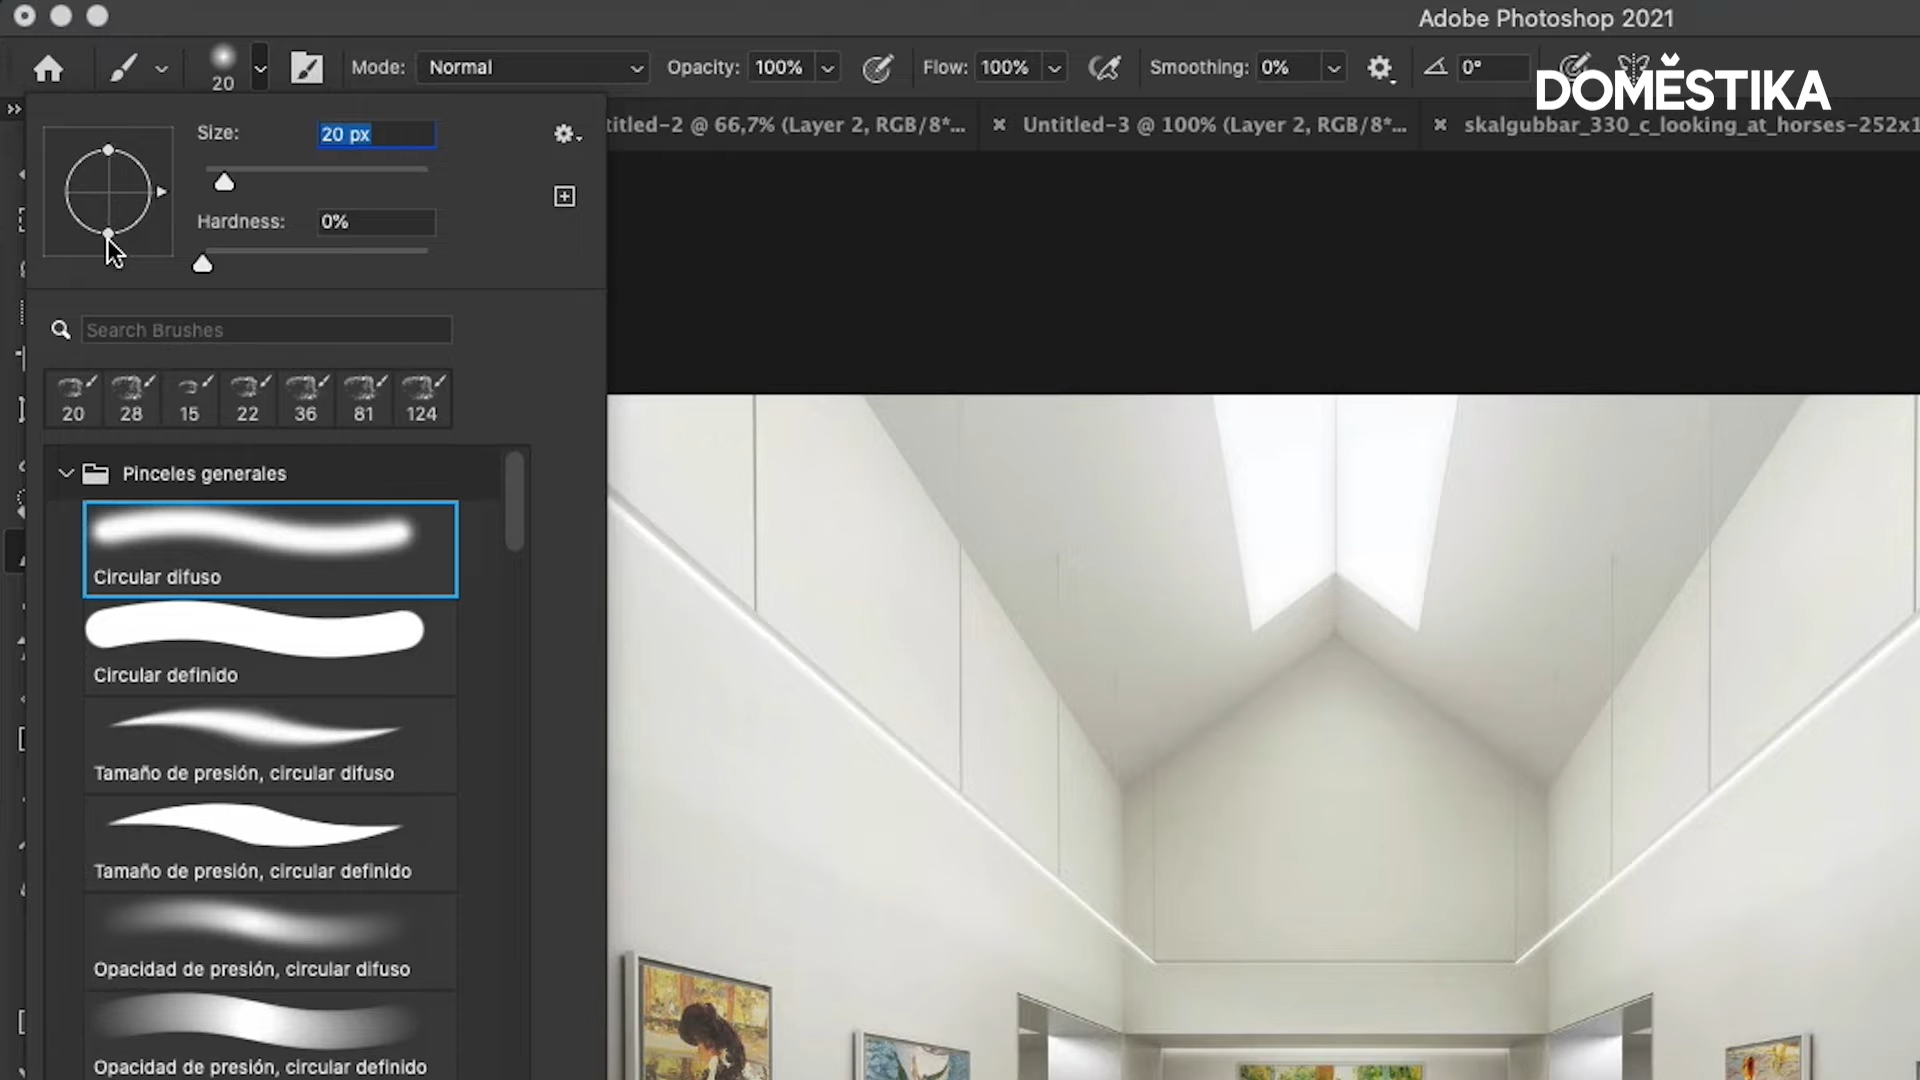 Adobe Photoshop 2021
20
Mode: Normal Opacity: 100% Flow: 100% Smoothing: 0% 0°
DOMĚSTIKA
titled-2 @ 66,7% (Layer 2, RGB/8*... × Untitled-3 @ 100% (Layer 2, RGB/8*... × skalgubbar_330_c_looking_at_horses-252x1
Size: 20 px
Hardness: 0%
Search Brushes
20 28 15 22 36 81 124
Pinceles generales
Circular difuso
Circular definido
Tamaño de presión, circular difuso
Tamaño de presión, circular definido
Opacidad de presión, circular difuso
Opacidad de presión, circular definido